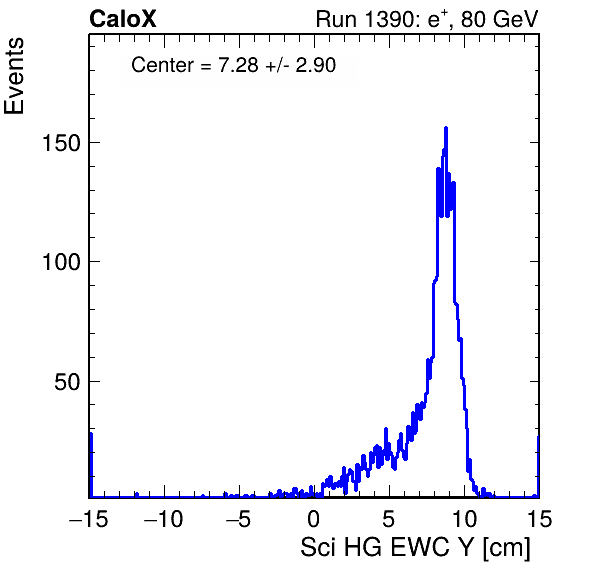 CaloX Run 1390: e+, 80 GeV
Center = 7.28 +/- 2.90
Events
150
100
50
−15 −10 −5 0 5 10 15
Sci HG EWC Y [cm]